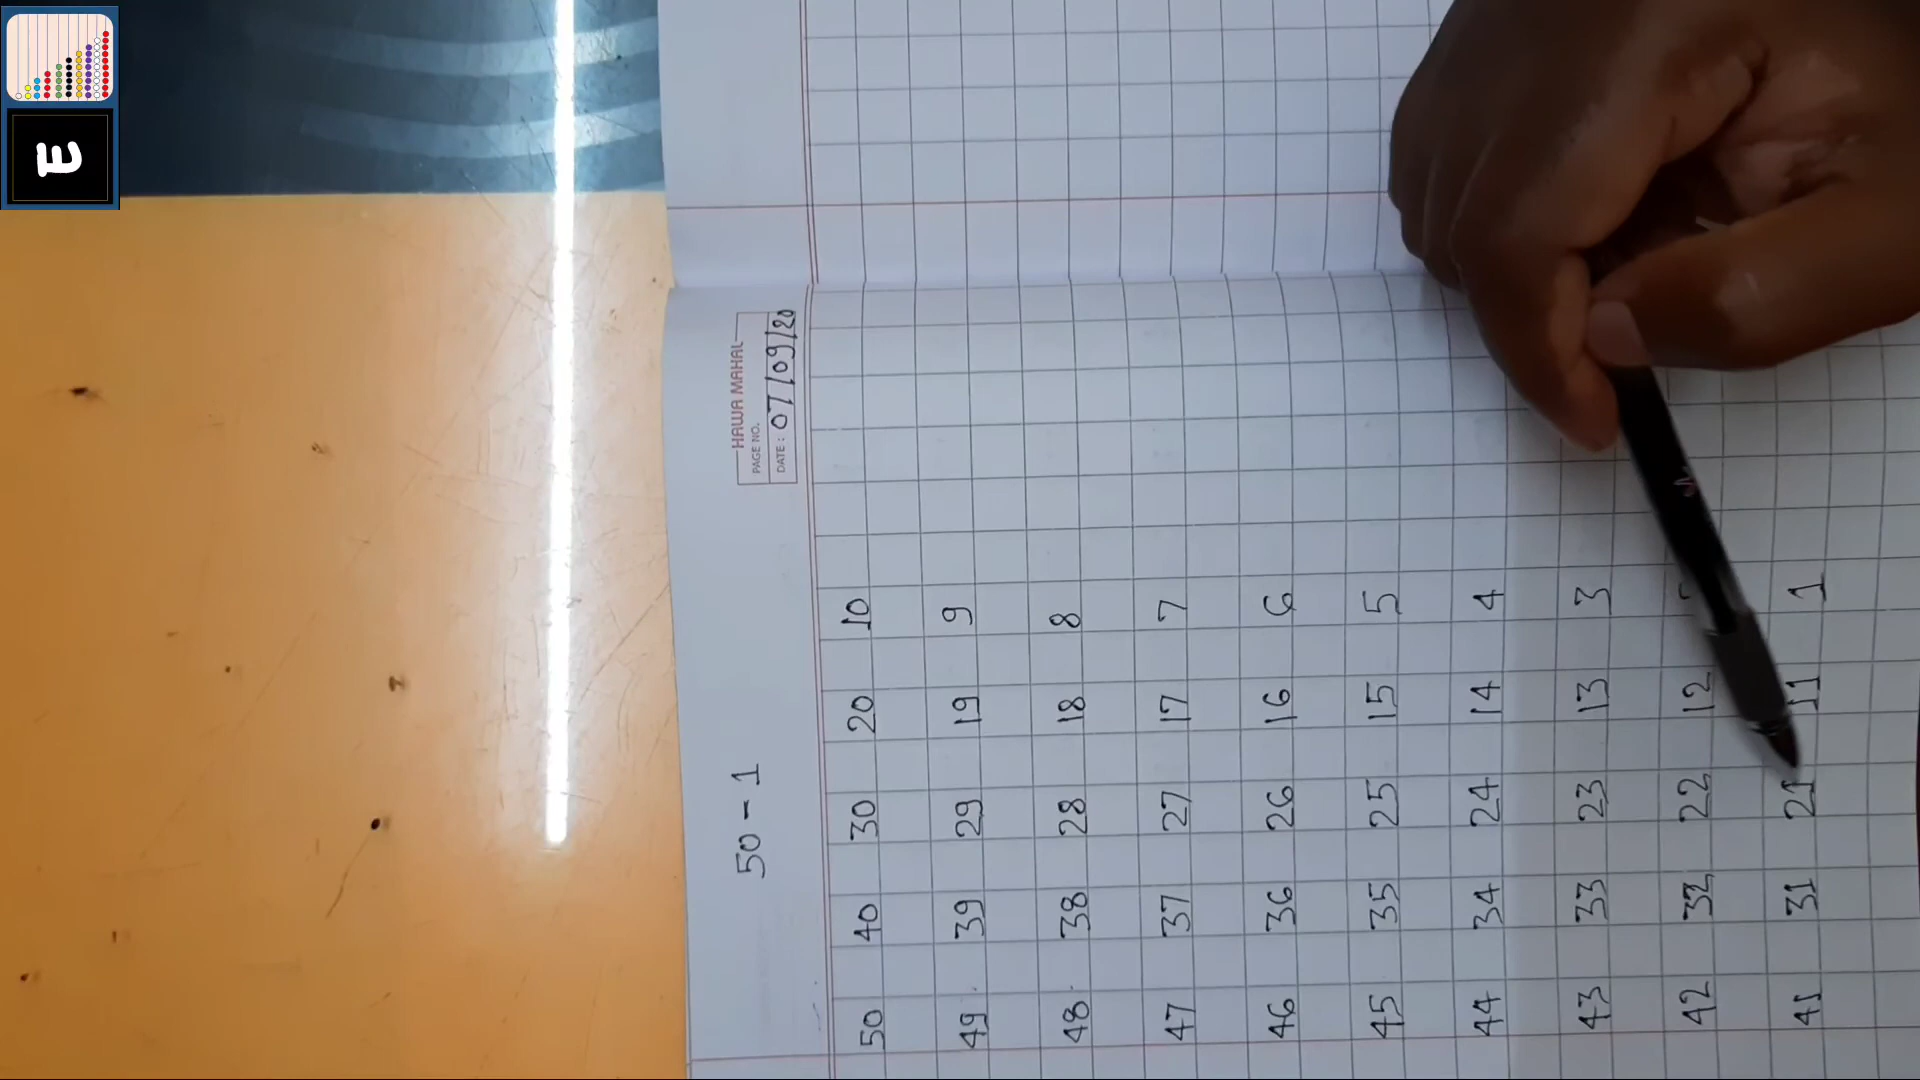 HAWA MAHAL
PAGE NO.
DATE: 07/09/20
50-1
50 40 30 20 10
49 39 29 19 9
48 38 28 18 8
47 37 27 17 7
46 36 26 16 6
45 35 25 15 5
44 34 24 14 4
43 33 23 13 3
42 32 22 12
41 31 21 11 1